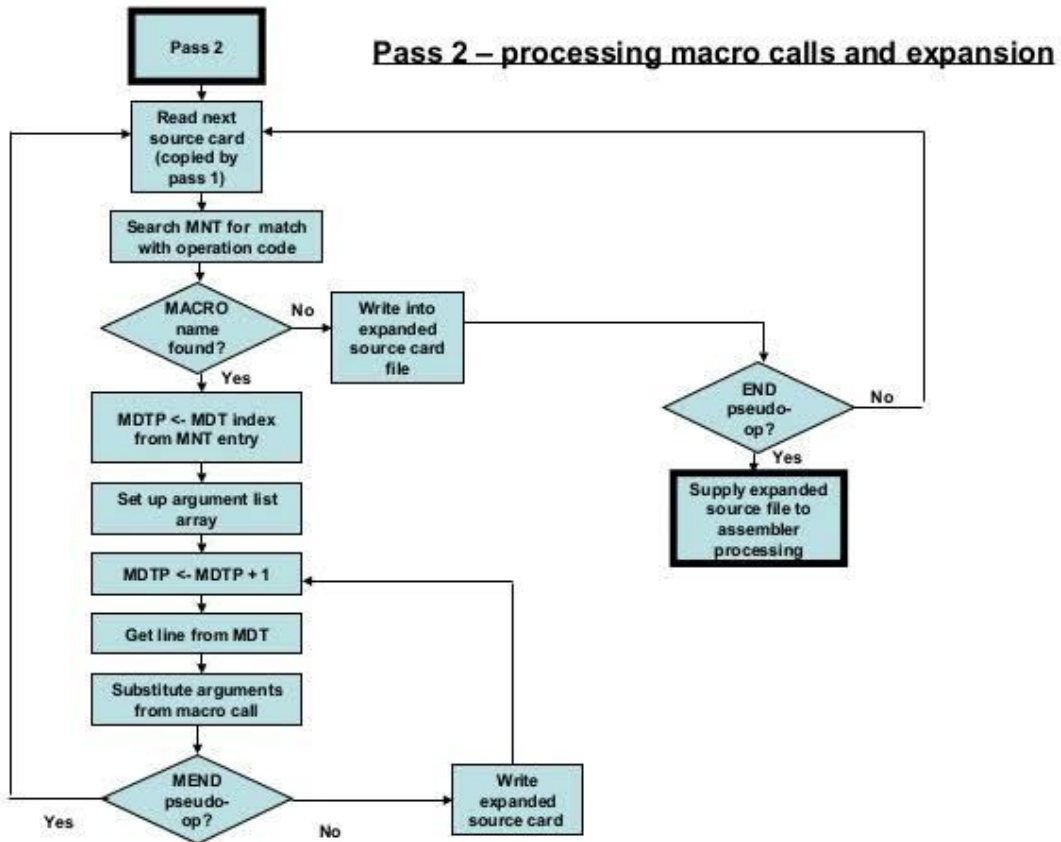 Pass 2
Pass 2 – processing macro calls and expansion
Read next
source card
(copied by
pass 1)
Search MNT for match
with operation code
MACRO
name
found?
No
Write into
expanded
source card
file
Yes
END
pseudo-
op?
No
Yes
Supply expanded
source file to
assembler
processing
MDTP <- MDT index
from MNT entry
Set up argument list
array
MDTP <- MDTP + 1
Get line from MDT
Substitute arguments
from macro call
MEND
pseudo-
op?
Yes
No
Write
expanded
source card